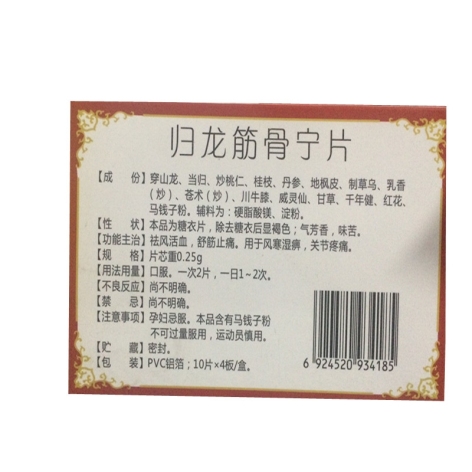 归龙筋骨宁片
【成　份】穿山龙、当归、炒桃仁、桂枝、丹参、地枫皮、制草乌、乳香
(炒)、苍术(炒)、川牛膝、威灵仙、甘草、千年健、红花、
马钱子粉。辅料为：硬脂酸镁、淀粉。
【性　状】本品为糖衣片，除去糖衣后显褐色；气芳香，味苦。
【功能主治】祛风活血，舒筋止痛。用于风寒湿痹，关节疼痛。
【规　格】片芯重0.25g
【用法用量】口服。一次2片，一日1~2次。
【不良反应】尚不明确。
【禁　忌】尚不明确。
【注意事项】孕妇忌服。本品含有马钱子粉
不可过量服用，运动员慎用。
【贮　藏】密封。
【包　装】PVC铝箔；10片×4板/盒。
6 924520 934185